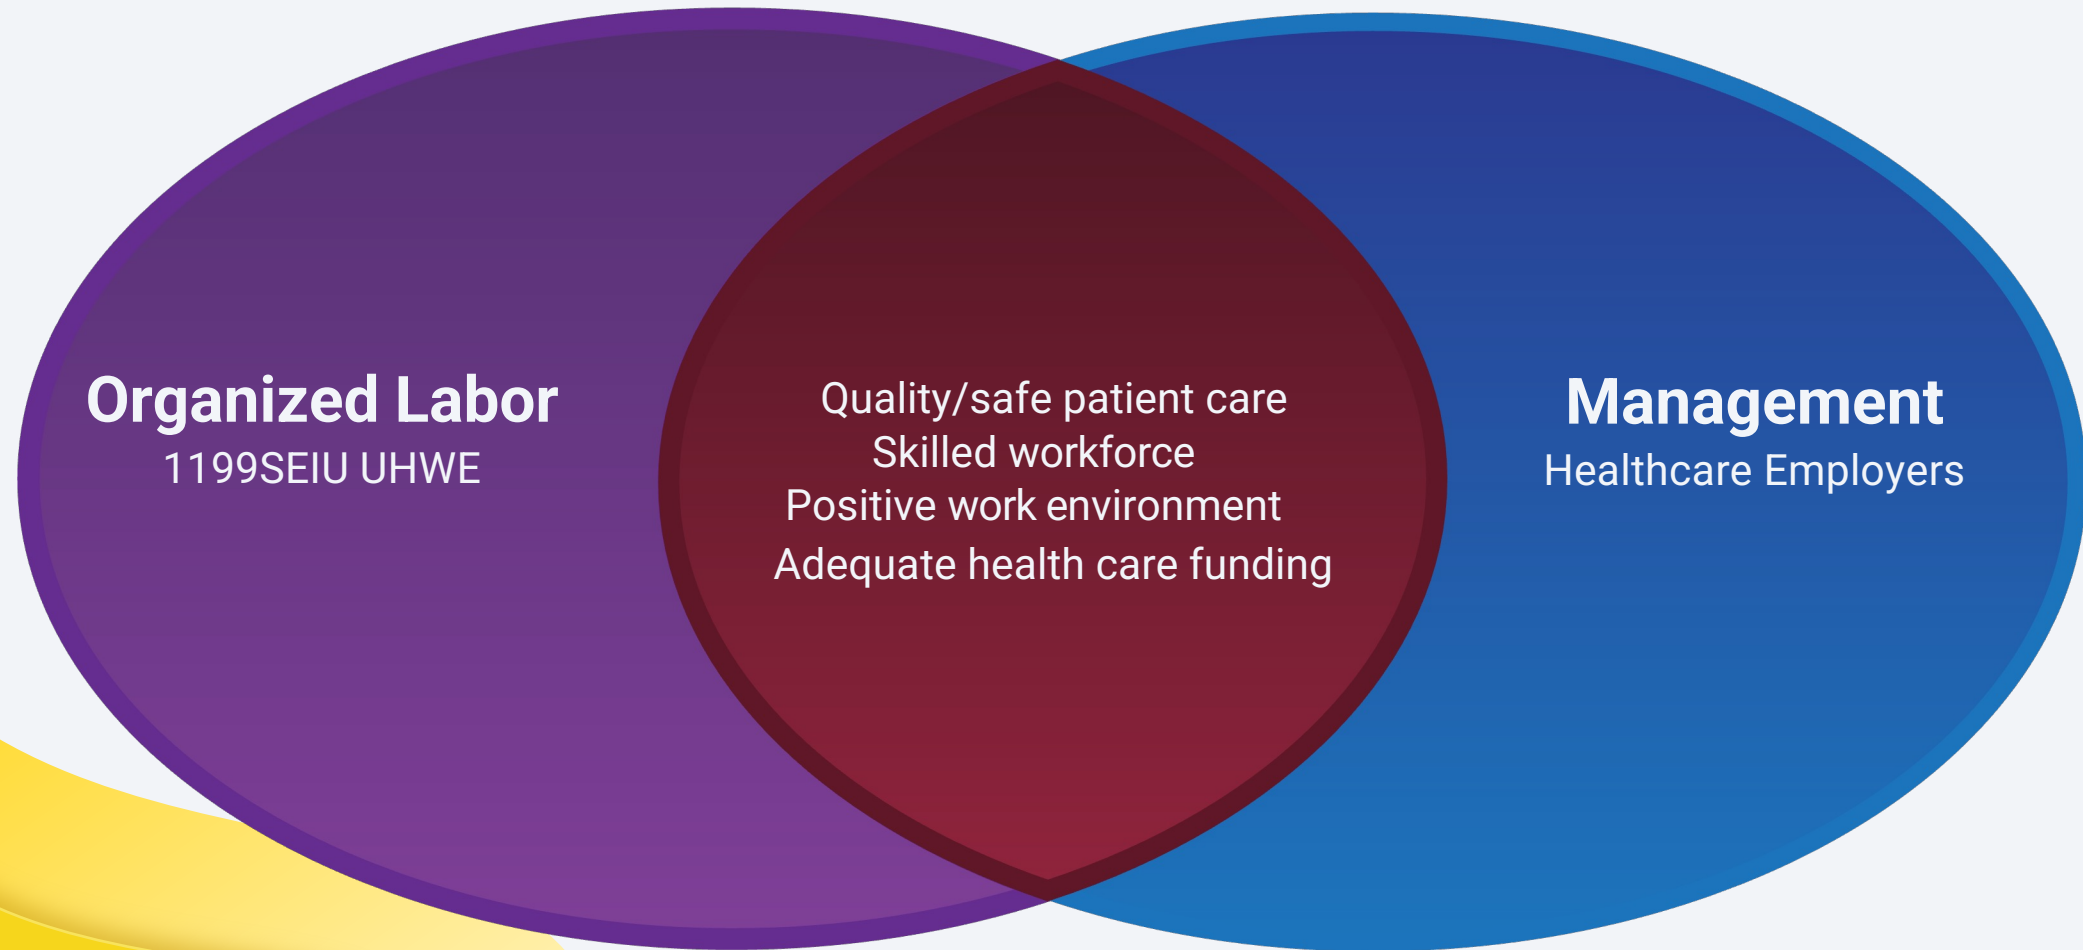 Organized Labor
1199SEIU UHWE
Quality/safe patient care
Skilled workforce
Positive work environment
Adequate health care funding
Management
Healthcare Employers